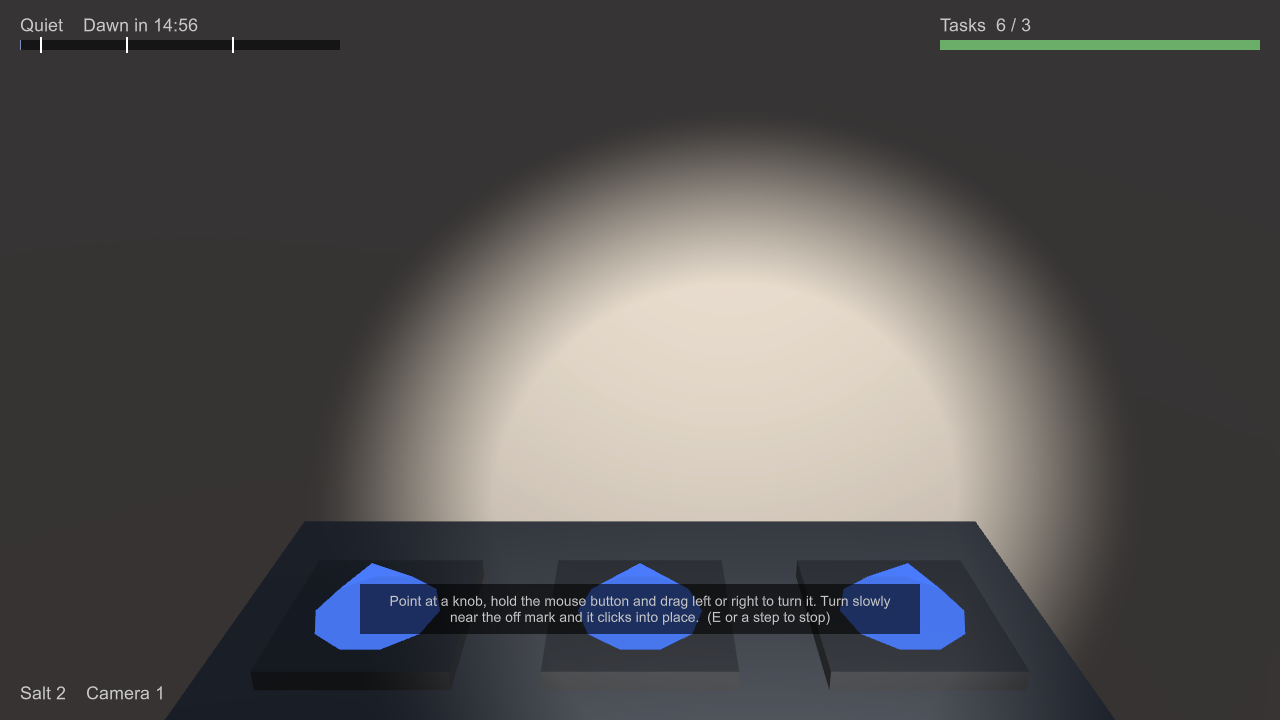 Quiet Dawn in 14:56
Tasks 6 / 3
Point at a knob, hold the mouse button and drag left or right to turn it. Turn slowly
near the off mark and it clicks into place. (E or a step to stop)
Salt 2 Camera 1